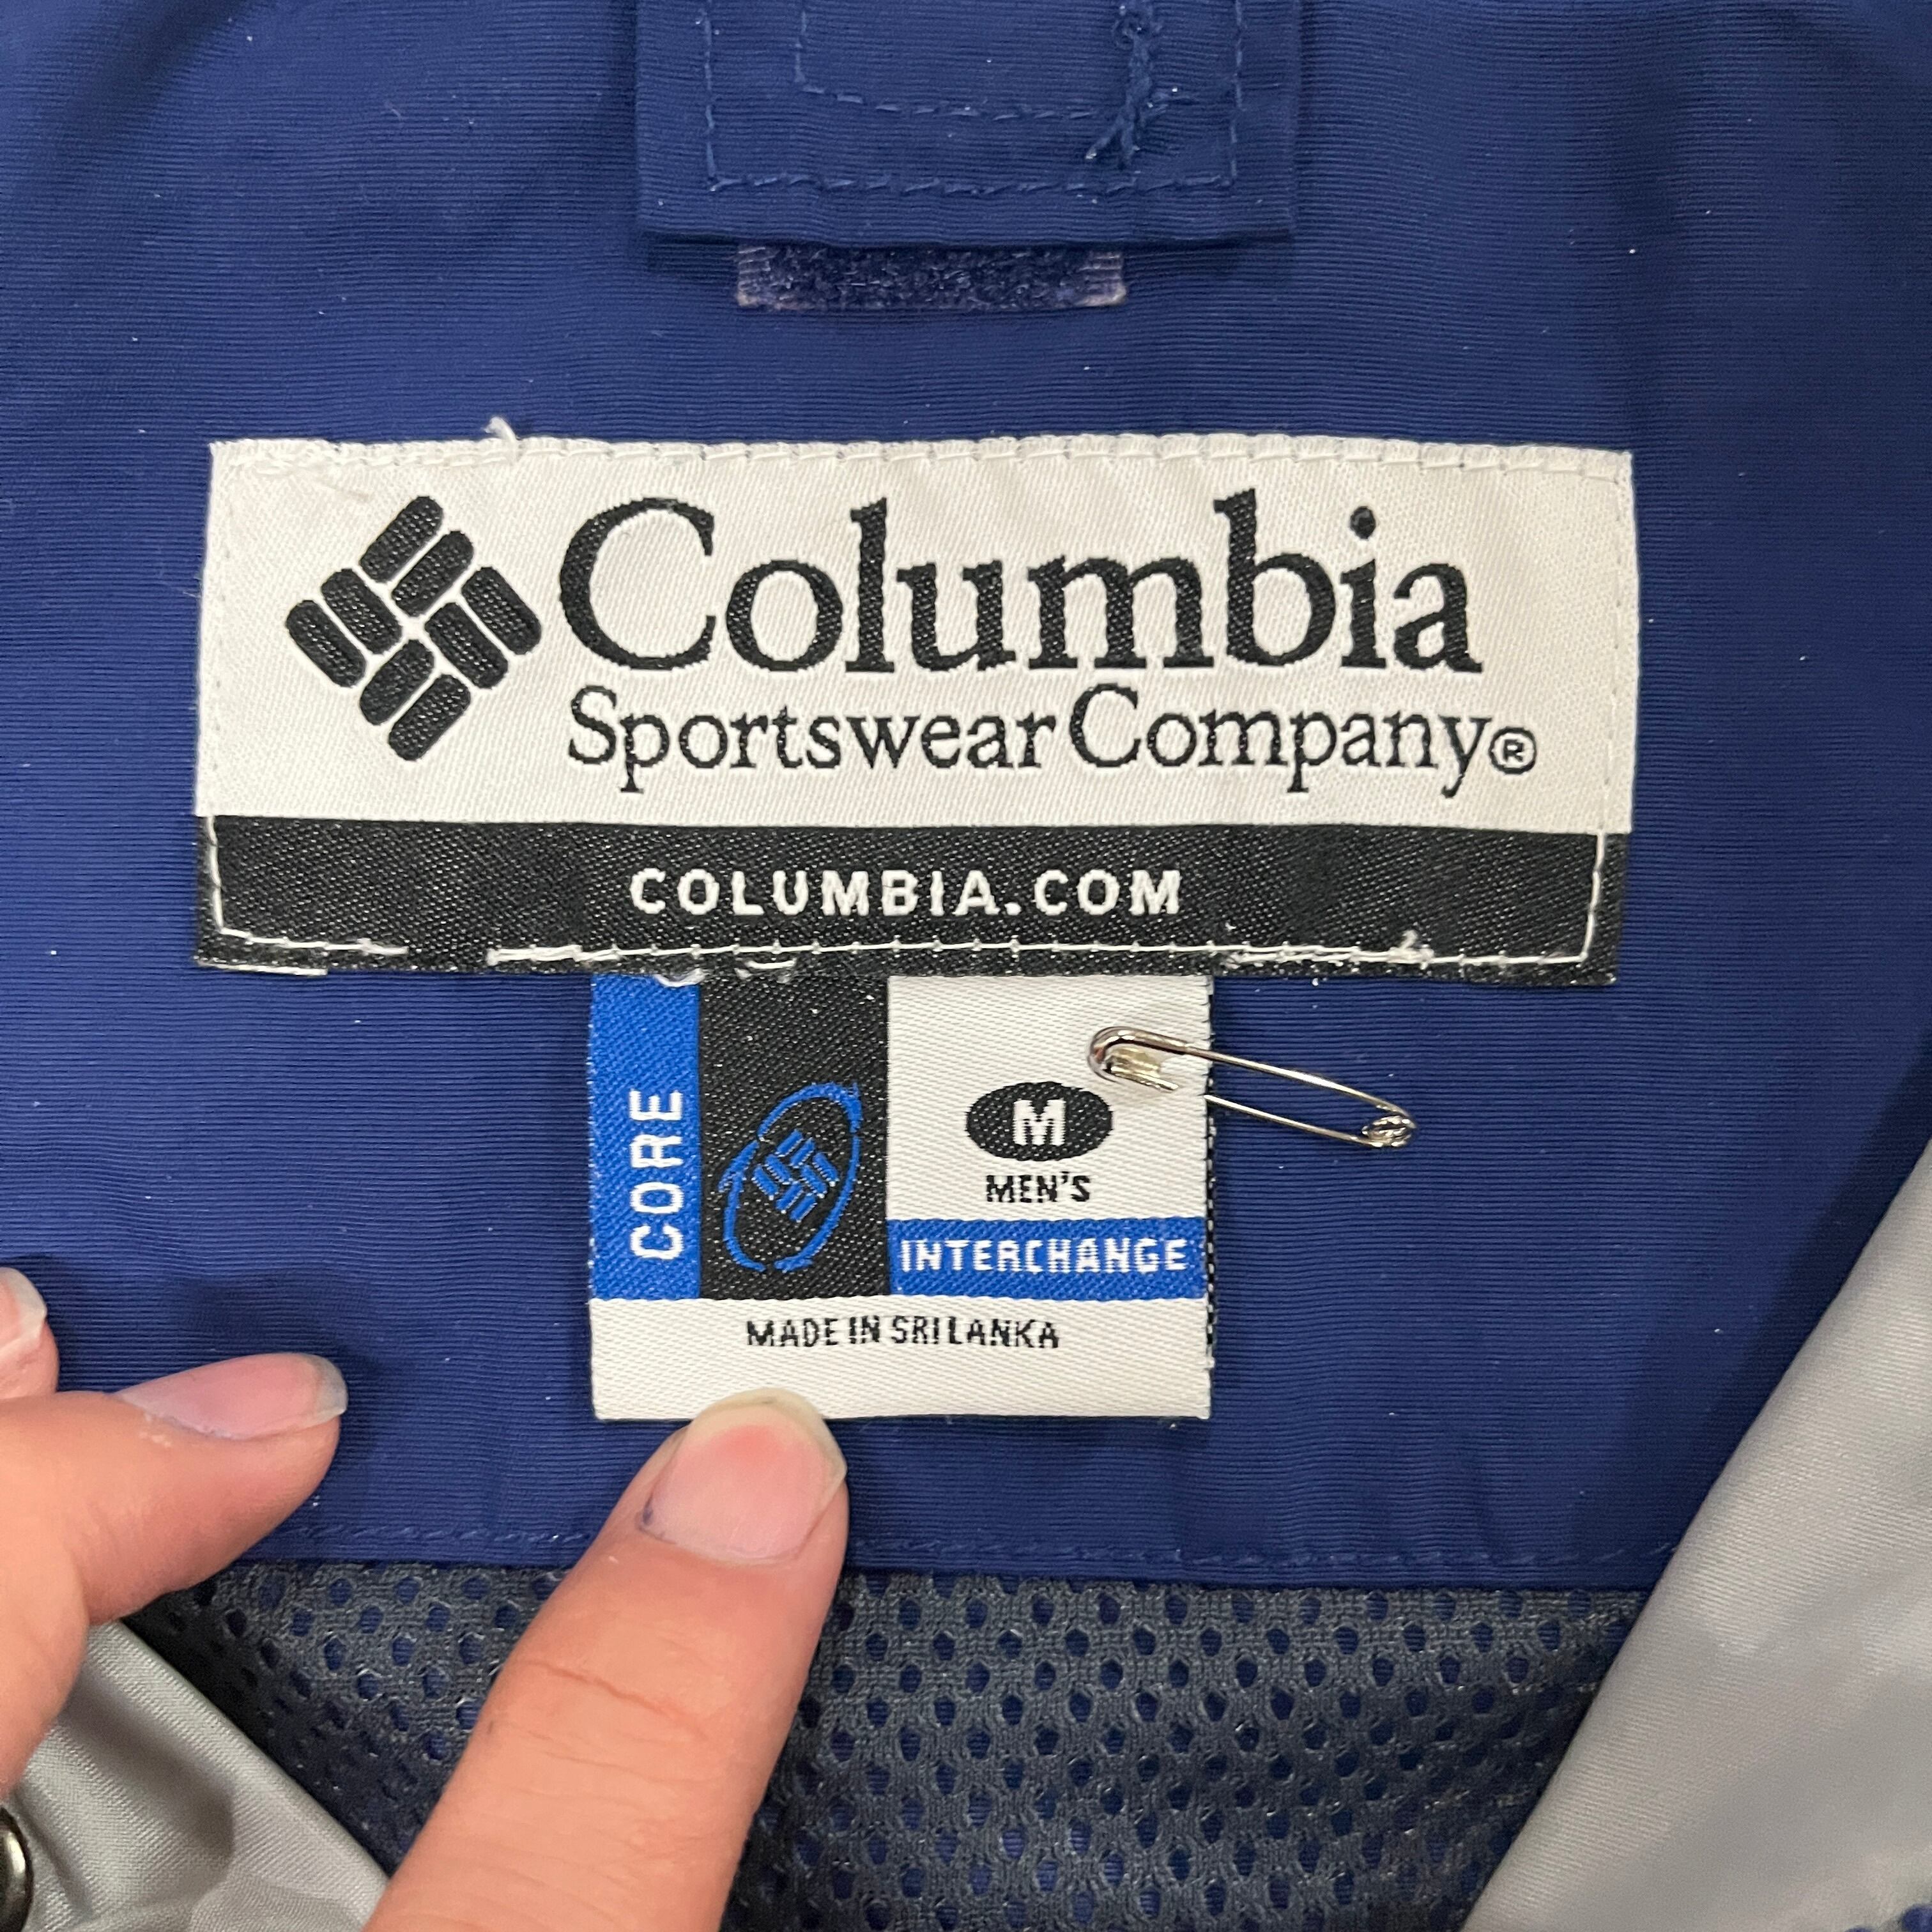 Columbia
Sportswear Company®
COLUMBIA.COM
CORE
M
MEN'S
INTERCHANGE
MADE IN SRI LANKA